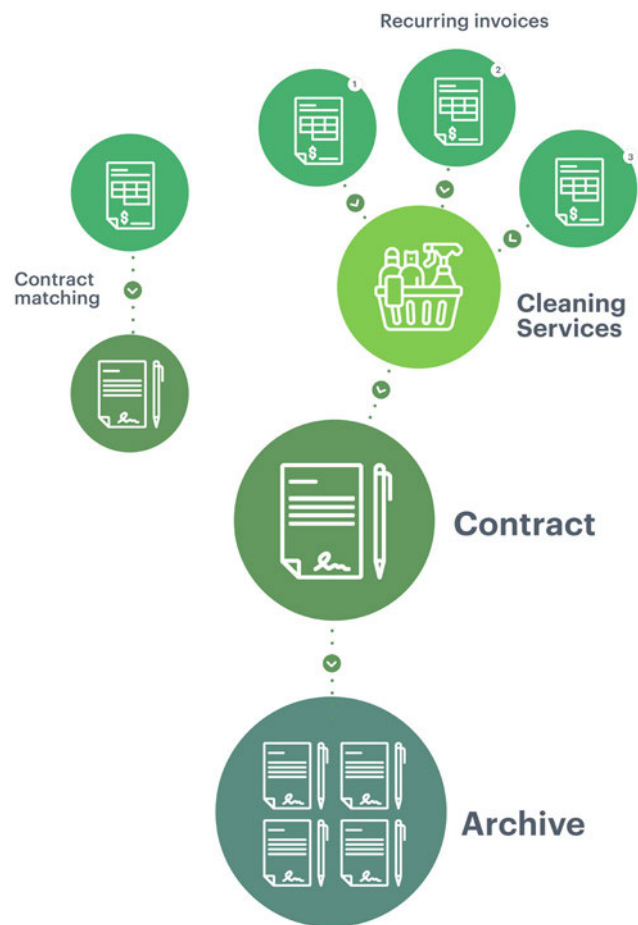 Recurring invoices
1
2
3
$
$
$
$
Contract
matching
Cleaning
Services
Contract
Archive